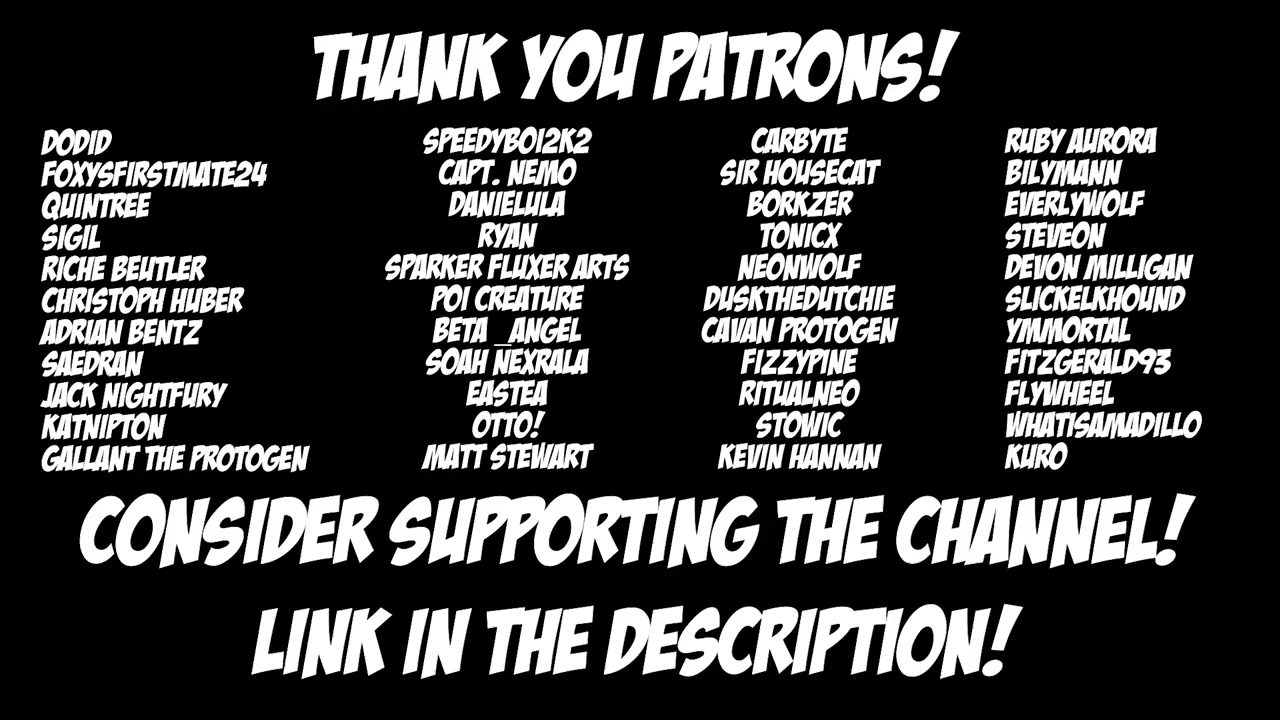 THANK YOU PATRONS!
DODID
FOXYSFIRSTMATE24
QUINTREE
SIGIL
RICHE BEUTLER
CHRISTOPH HUBER
ADRIAN BENTZ
SAEDRAN
JACK NIGHTFURY
KATNIPTON
GALLANT THE PROTOGEN
SPEEDYBOI2K2
CAPT. NEMO
DANIELULA
RYAN
SPARKER FLUXER ARTS
POI CREATURE
BETA _ANGEL
SOAH NEXRALA
EASTEA
OTTO!
MATT STEWART
CARBYTE
SIR HOUSECAT
BORKZER
TONICX
NEONWOLF
DUSKTHEDUTCHIE
CAVAN PROTOGEN
FIZZYPINE
RITUALNEO
STOWIC
KEVIN HANNAN
RUBY AURORA
BILYMANN
EVERLYWOLF
STEVEON
DEVON MILLIGAN
SLICKELKHOUND
YMMORTAL
FITZGERALD93
FLYWHEEL
WHATISAMADILLO
KURO
CONSIDER SUPPORTING THE CHANNEL!
LINK IN THE DESCRIPTION!